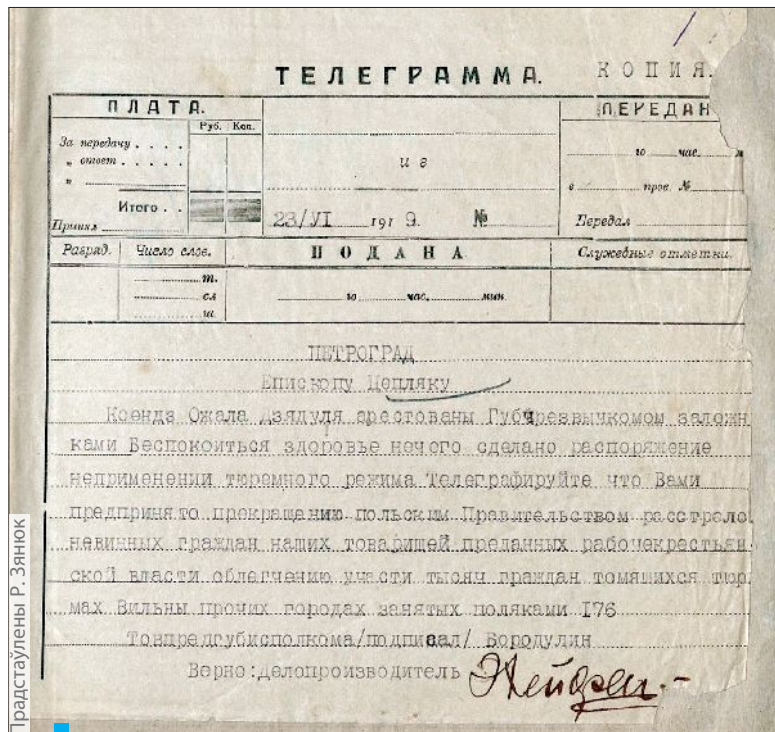 ТЕЛЕГРАММА.
КОПИЯ.
ПЛАТА.
Руб. Коп.
За передачу
„ ответ
„
Итого
Принял
из
23/VI 1919. №
ПЕРЕДАН
го час. м
в пров. №
Передал
Разряд.
Число слов.
т.
сл
ПОДАНА
го час. мин.
Служебные отметки.
ПЕТРОГРАД
Епископу Цепляку
Ксендз Ожала Дзядуля арестованы Губчрезвычкомом заложн
ками Беспокоиться здоровье нечего сделано распоряжение
неприменении тюремного режима Телеграфируйте что Вами
предпринято прекращению польским Правительством расстрело
невинных граждан наших товарищей преданных рабочекрестьян
ской власти облегчению участи тысяч граждан томящихся тюр
мах Вильны прочих городах занятых поляками I76
Товпредгубисполкома/подписал/ Бородулин
Верно:делопроизводитель
Прадстаўлены Р. Зянюк